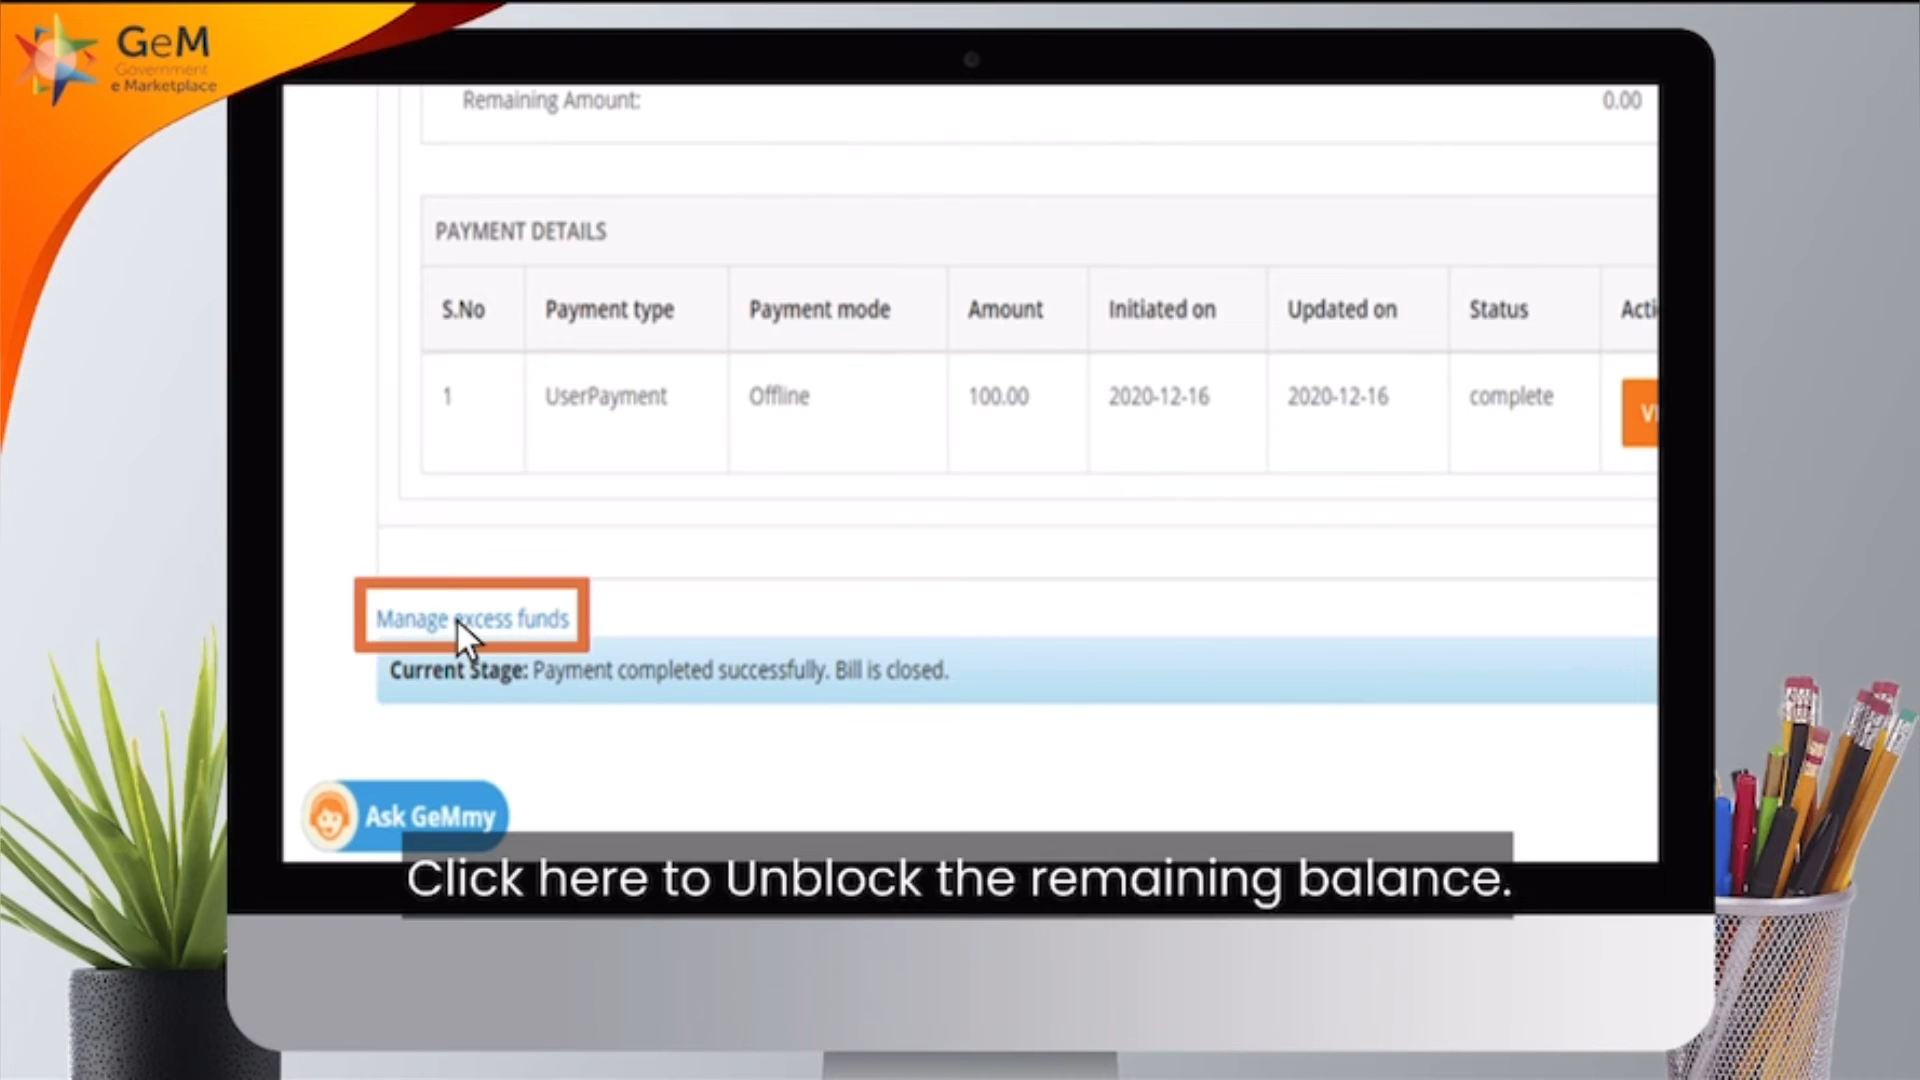 GeM
Government
e Marketplace
Remaining Amount: 0.00
PAYMENT DETAILS
S.No Payment type Payment mode Amount Initiated on Updated on Status
1 UserPayment Offline 100.00 2020-12-16 2020-12-16 complete
Manage excess funds
Current Stage: Payment completed successfully. Bill is closed.
Ask GeMmy
Click here to Unblock the remaining balance.